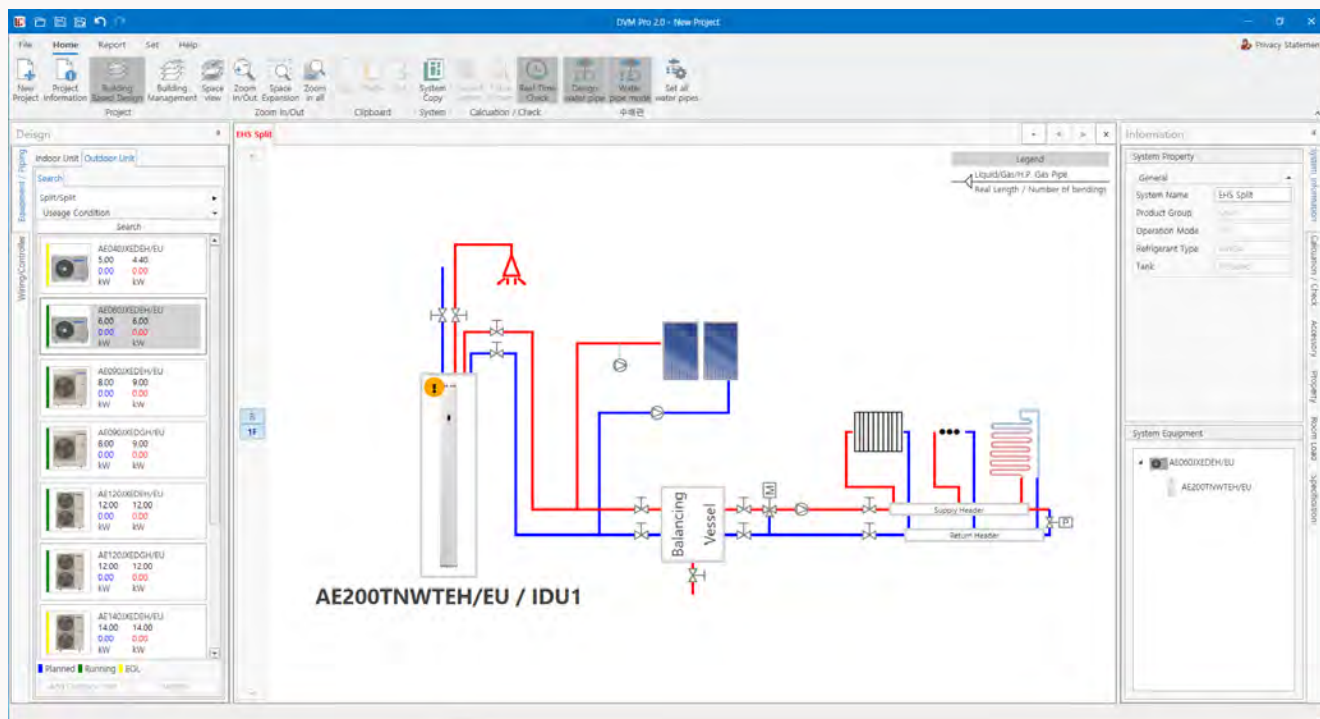 DVM Pro 2.0 - New Project
File Home Report Set Help
Privacy Statemen
New Project
Project Information
Building Based Design
Building Management
Space view
Zoom In/Out
Space Expansion
Zoom in all
System Copy
Real Time Check
Design water pipe
Water pipe mode
Set all water pipes
Project
Zoom In/Out
Clipboard
System
Calcuation / Check
Design
Equipment / Piping
Wiring/Controller
Indoor Unit Outdoor Unit
Search
Split/Split
Useage Condition
Search
AE040JXEDEH/EU
5.00 4.40
0.00 0.00
kW kW
AE060JXEDEH/EU
6.00 6.00
0.00 0.00
kW kW
AE090JXEDEH/EU
8.00 9.00
0.00 0.00
kW kW
AE090JXEDGH/EU
8.00 9.00
0.00 0.00
kW kW
AE120JXEDEH/EU
12.00 12.00
0.00 0.00
kW kW
AE120JXEDGH/EU
12.00 12.00
0.00 0.00
kW kW
AE140JXEDEH/EU
14.00 14.00
0.00 0.00
kW kW
Planned Running EOL
EHS Split
1F
Legend
Liquid/Gas/H.P. Gas Pipe
Real Length / Number of bendings
Balancing Vessel
M
Supply Header
Return Header
P
AE200TNWTEH/EU / IDU1
Information
System Property
General
System Name EHS Split
Product Group
Operation Mode
Refrigerant Type
Tank
System Equipment
AE060JXEDEH/EU
AE200TNWTEH/EU
System Information
Calcuation / Check
Accessory
Property
Room Load
Specification